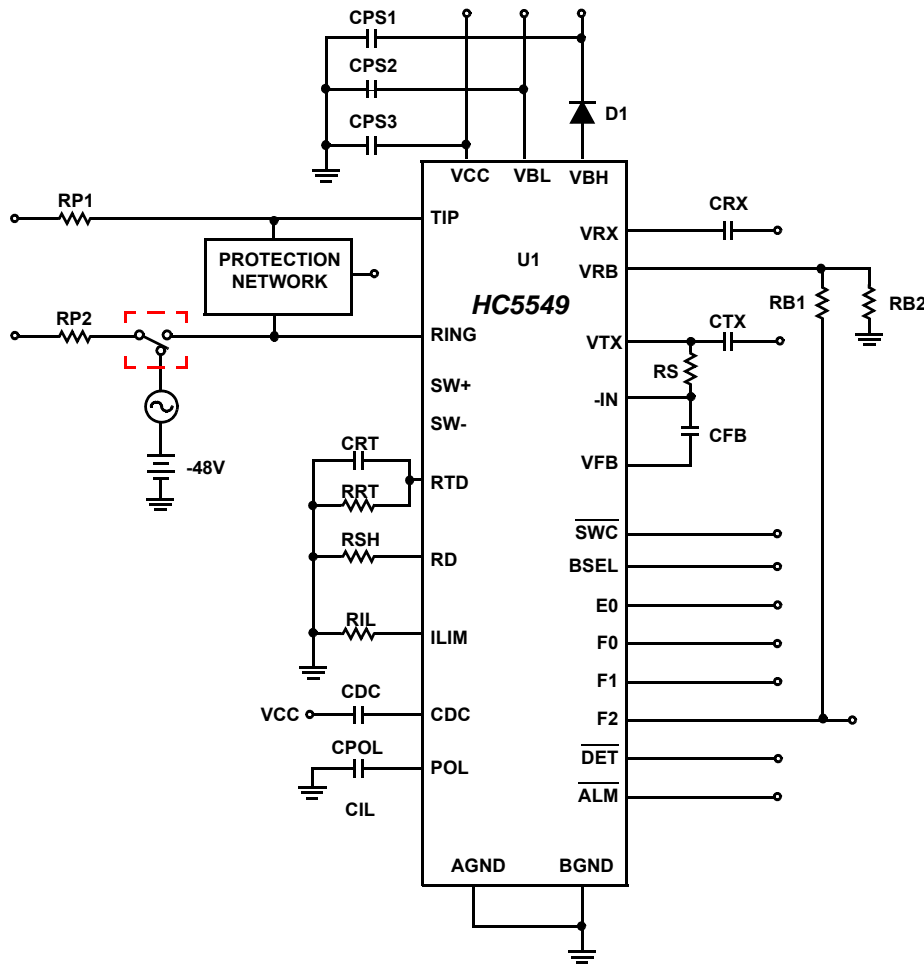 CPS1
CPS2
CPS3
D1
VCC VBL VBH
RP1
TIP
CRX
VRX
PROTECTION
NETWORK
U1
VRB
HC5549
RB1
RB2
RP2
RING
VTX
CTX
RS
SW+
-IN
SW-
CFB
CRT
VFB
-48V
RTD
RRT
SWC
RSH
RD
BSEL
E0
RIL
ILIM
F0
F1
CDC
VCC
CDC
F2
CPOL
POL
DET
CIL
ALM
AGND BGND